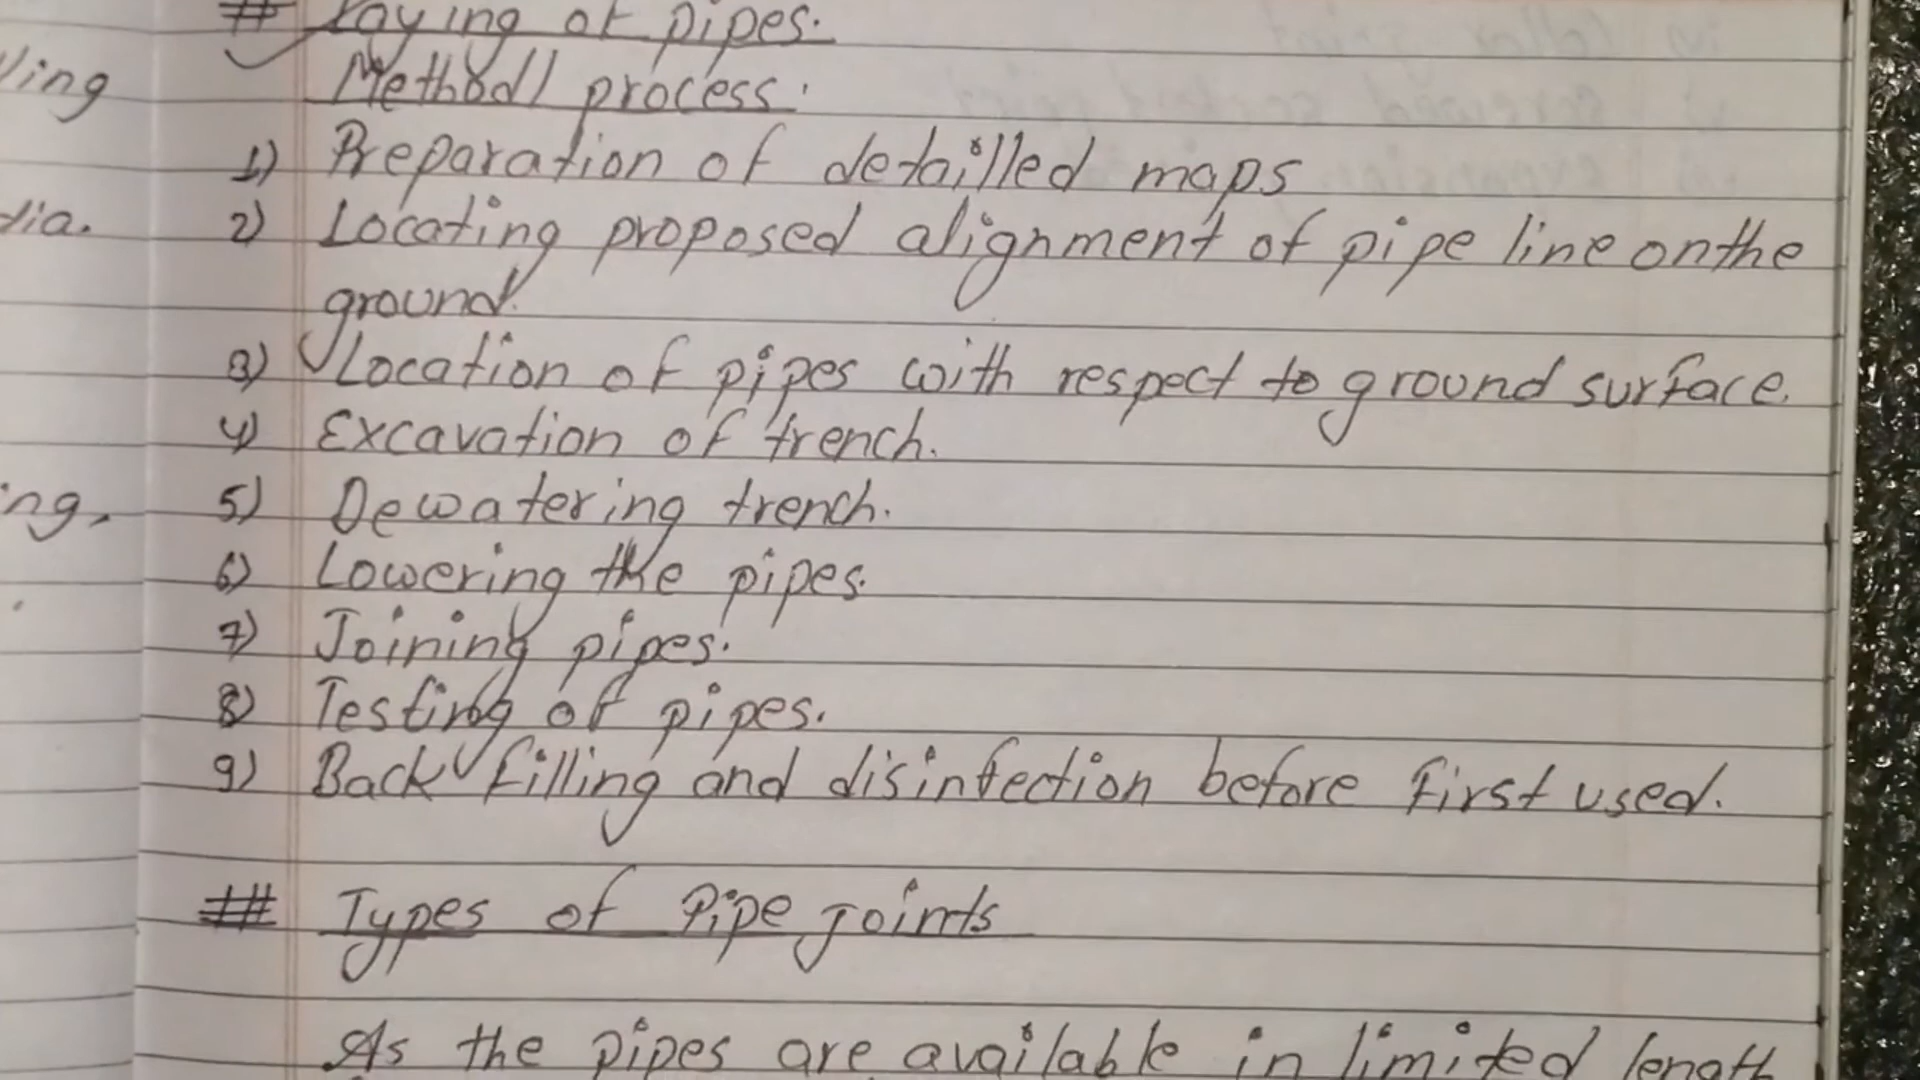 # Laying of pipes.
Method/ process:
1) Preparation of detailled maps
2) Locating proposed alignment of pipe line on the
ground.
3) Location of pipes with respect to ground surface.
4) Excavation of trench.
5) Dewatering trench.
6) Lowering the pipes.
7) Joining pipes.
8) Testing of pipes.
9) Back filling and disinfection before first used.
## Types of Pipe Joints
As the pipes are available in limited length